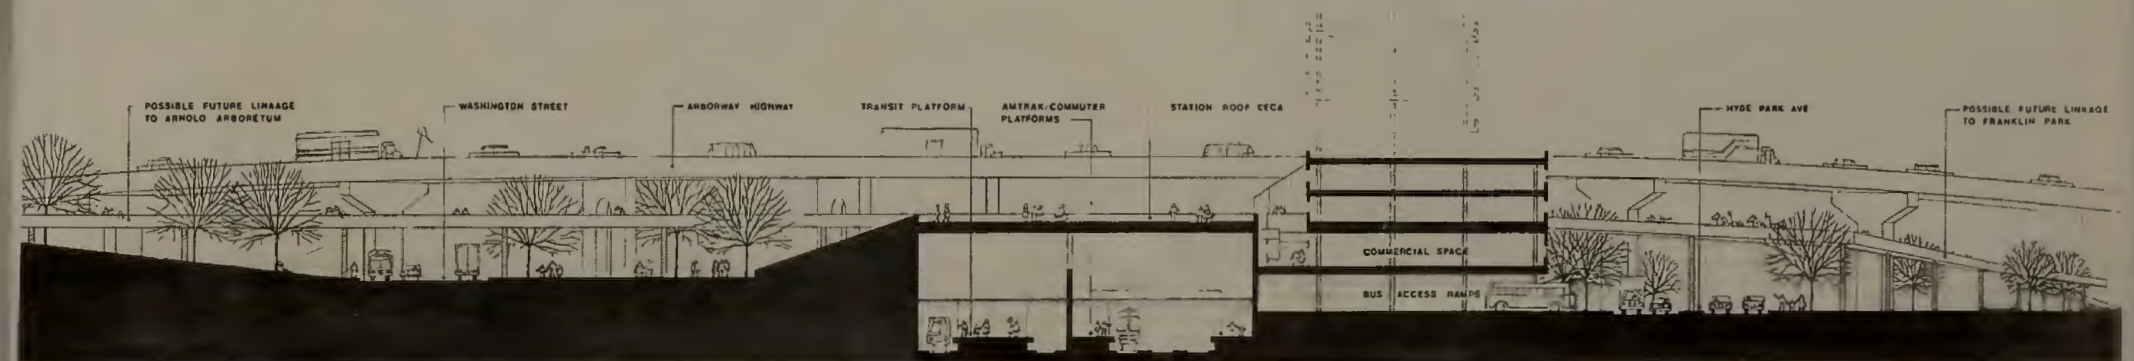 POSSIBLE FUTURE LINKAGE
TO ARNOLD ARBORETUM
WASHINGTON STREET
ARBORWAY HIGHWAY
TRANSIT PLATFORM
AMTRAK/COMMUTER
PLATFORMS
STATION ROOF DECK
HYDE PARK AVE
POSSIBLE FUTURE LINKAGE
TO FRANKLIN PARK
COMMERCIAL SPACE
BUS ACCESS RAMPS